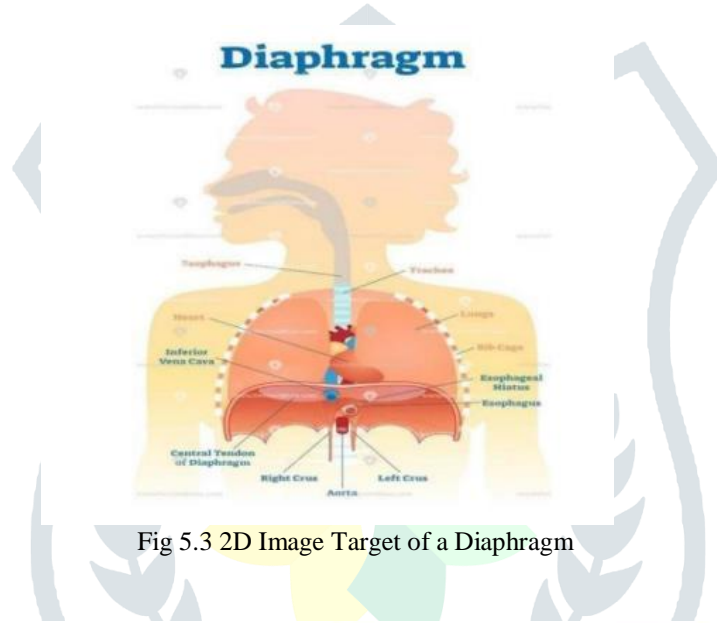 Diaphragm
Esophagus
Trachea
Heart
Lungs
Inferior
Vena Cava
Rib Cage
Esophageal
Hiatus
Esophagus
Central Tendon
of Diaphragm
Right Crus
Left Crus
Aorta
Fig 5.3 2D Image Target of a Diaphragm